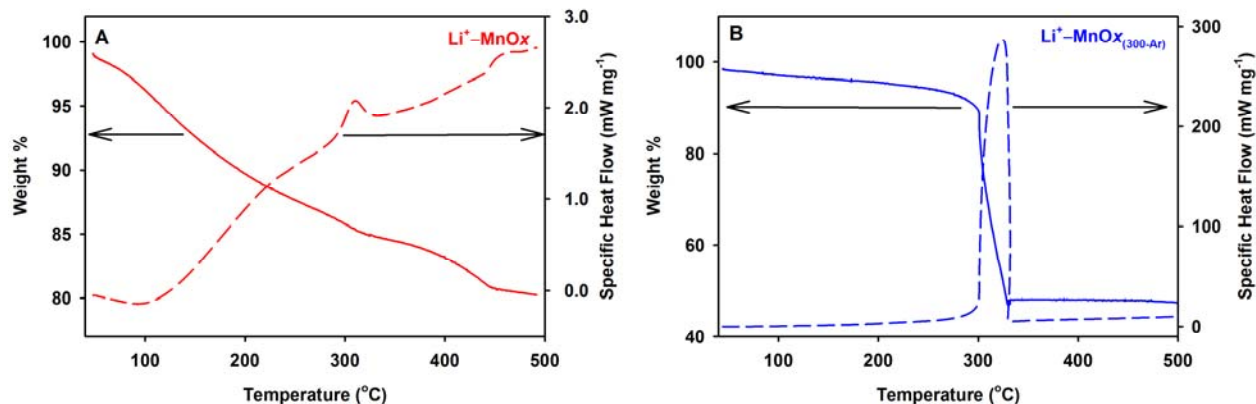 A
Li⁺–MnOx
Weight %
100
95
90
85
80
3.0
2.0
1.0
0.0
Specific Heat Flow (mW mg⁻¹)
100
200
300
400
500
Temperature (°C)
B
Li⁺–MnOx(300-Ar)
Weight %
100
80
60
40
300
200
100
0
Specific Heat Flow (mW mg⁻¹)
100
200
300
400
500
Temperature (°C)